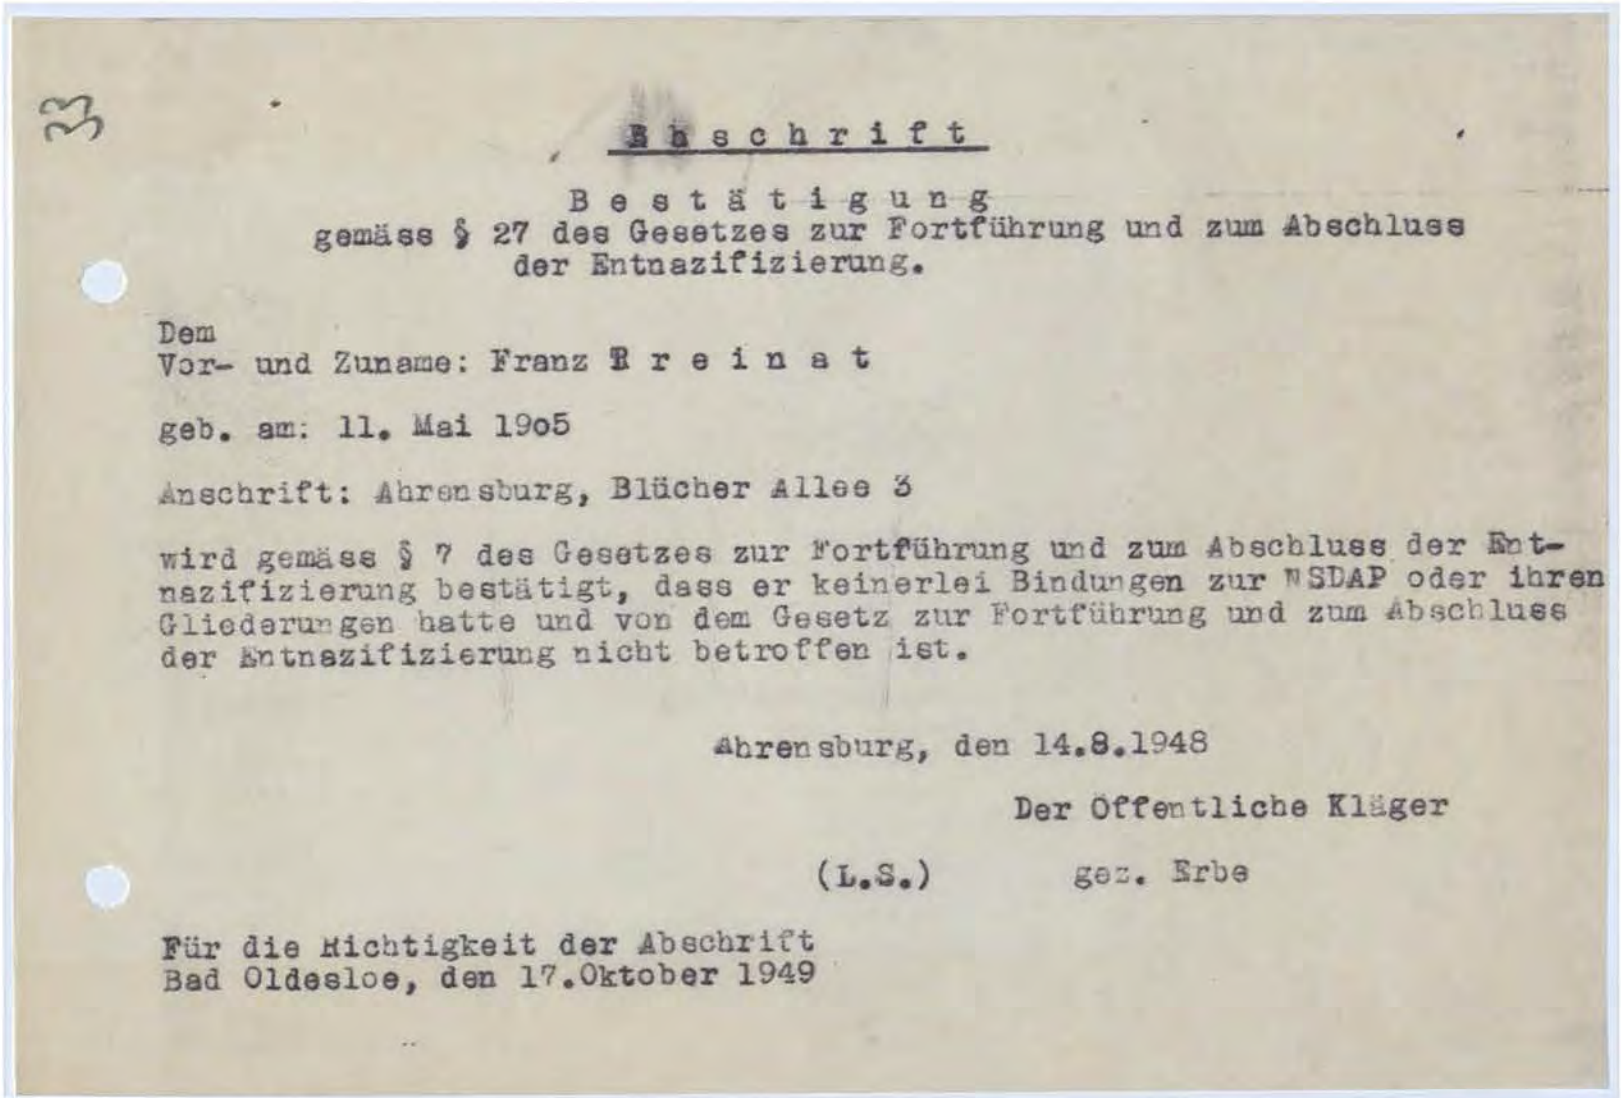 33
A b s c h r i f t
B e s t ä t i g u n g
gemäss § 27 des Gesetzes zur Fortführung und zum Abschluss
der Entnazifizierung.
Dem
Vor- und Zuname: Franz
geb. am: 11. Mai 19o5
Anschrift: Ahrensburg, Blücher Allee 3
wird gemäss § 7 des Gesetzes zur Fortführung und zum Abschluss der Ent-
nazifizierung bestätigt, dass er keinerlei Bindungen zur NSDAP oder ihren
Gliederungen hatte und von dem Gesetz zur Fortführung und zum Abschluss
der Entnazifizierung nicht betroffen ist.
Ahrensburg, den 14.8.1948
Der Öffentliche Kläger
(L.S.) gez. Erbe
Für die Richtigkeit der Abschrift
Bad Oldesloe, den 17.Oktober 1949